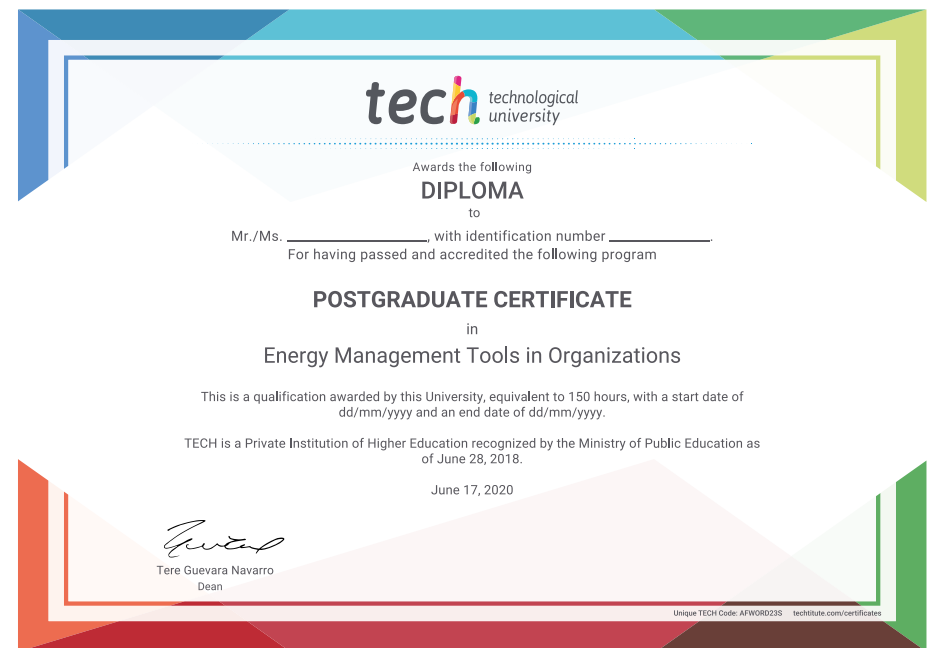 tech technological
university
Awards the following
DIPLOMA
to
Mr./Ms. ____________, with identification number ____________.
For having passed and accredited the following program
POSTGRADUATE CERTIFICATE
in
Energy Management Tools in Organizations
This is a qualification awarded by this University, equivalent to 150 hours, with a start date of
dd/mm/yyyy and an end date of dd/mm/yyyy.
TECH is a Private Institution of Higher Education recognized by the Ministry of Public Education as
of June 28, 2018.
June 17, 2020
Tere Guevara Navarro
Dean
Unique TECH Code: AFWORD23S techtitute.com/certificates